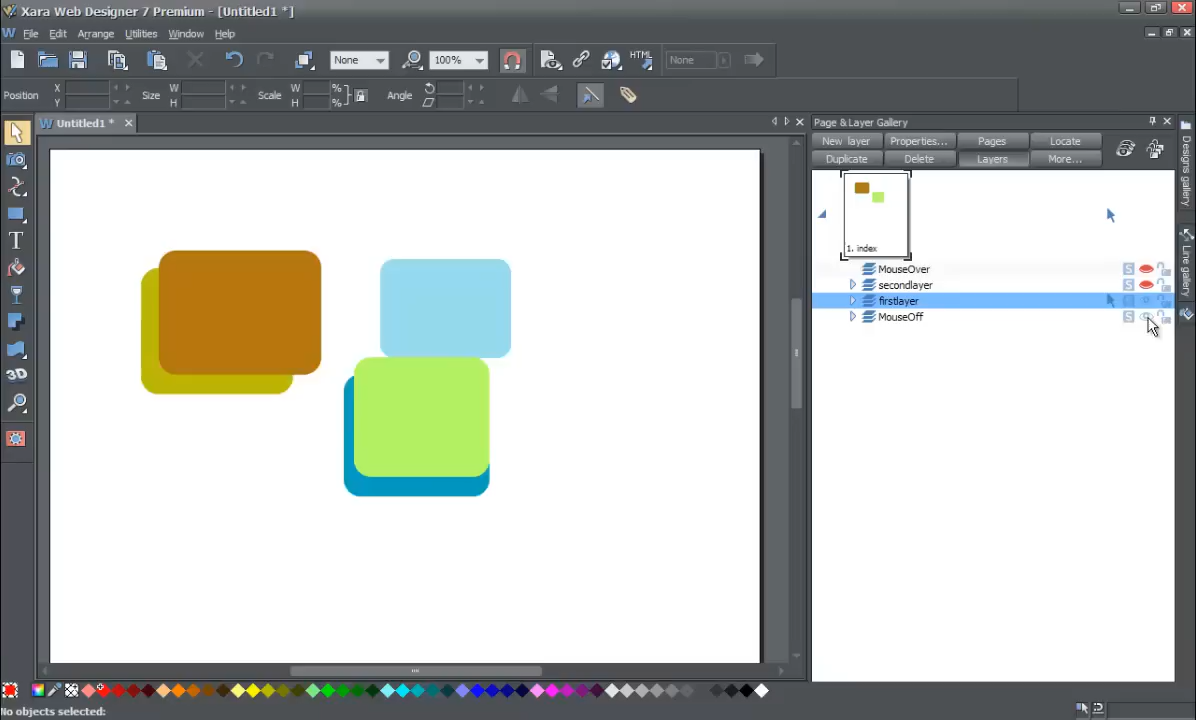 Xara Web Designer 7 Premium - [Untitled1 *]
File Edit Arrange Utilities Window Help
None 100% HTML None
Position X Y Size W H Scale W H % % Angle
Untitled1 *
Page & Layer Gallery
New layer Properties... Pages Locate
Duplicate Delete Layers More...
1. index
MouseOver S
secondlayer S
firstlayer
MouseOff S
T
3D
Designs gallery
Line gallery
No objects selected: